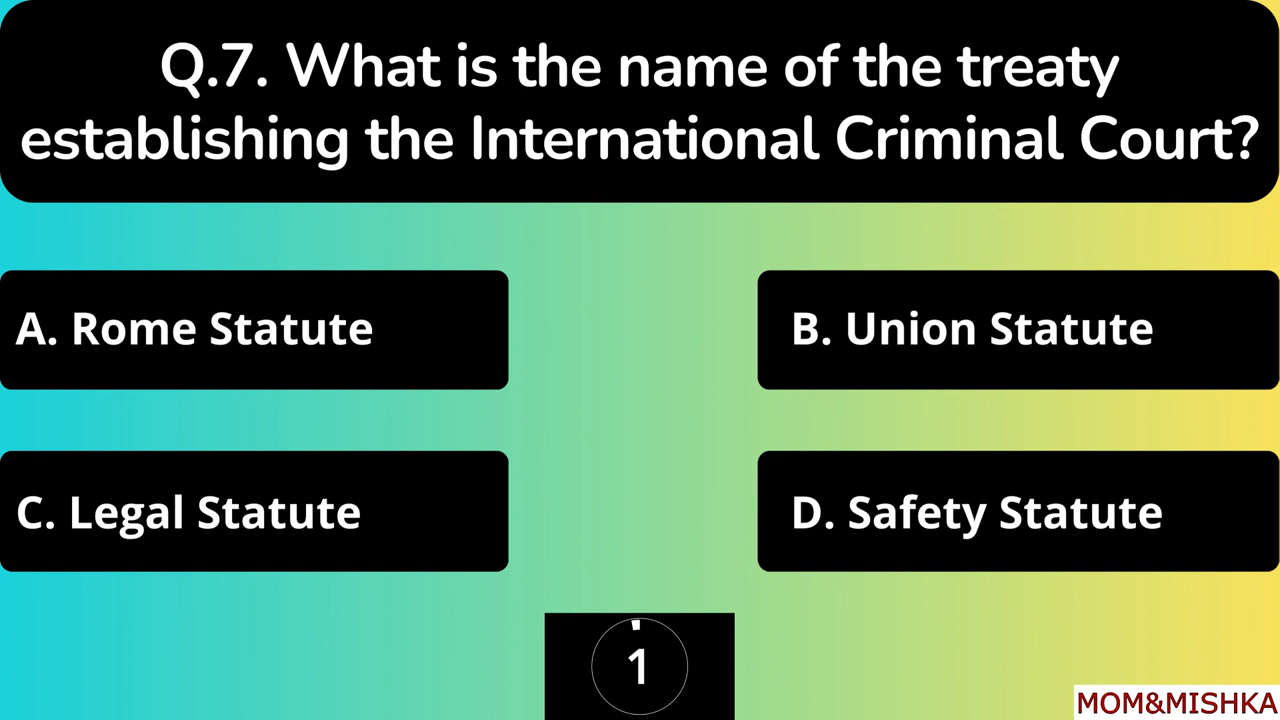 Q.7. What is the name of the treaty
establishing the International Criminal Court?
A. Rome Statute
B. Union Statute
C. Legal Statute
D. Safety Statute
1
MOM&MISHKA